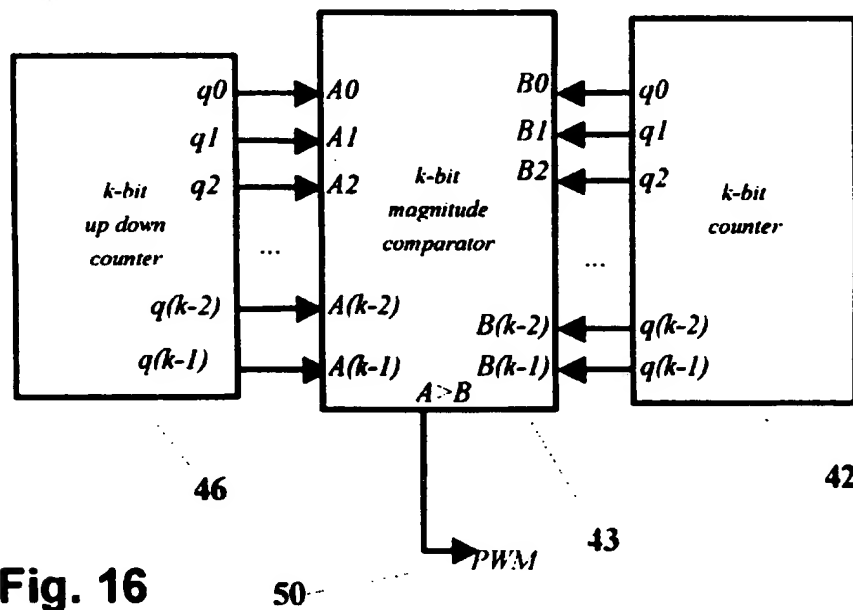 q0
q1
q2
k-bit
up down
counter
q(k-2)
q(k-1)
...
A0
A1
A2
k-bit
magnitude
comparator
A(k-2)
A(k-1)
B0
B1
B2
B(k-2)
B(k-1)
A>B
...
q0
q1
q2
k-bit
counter
q(k-2)
q(k-1)
46
42
43
PWM
50
Fig. 16